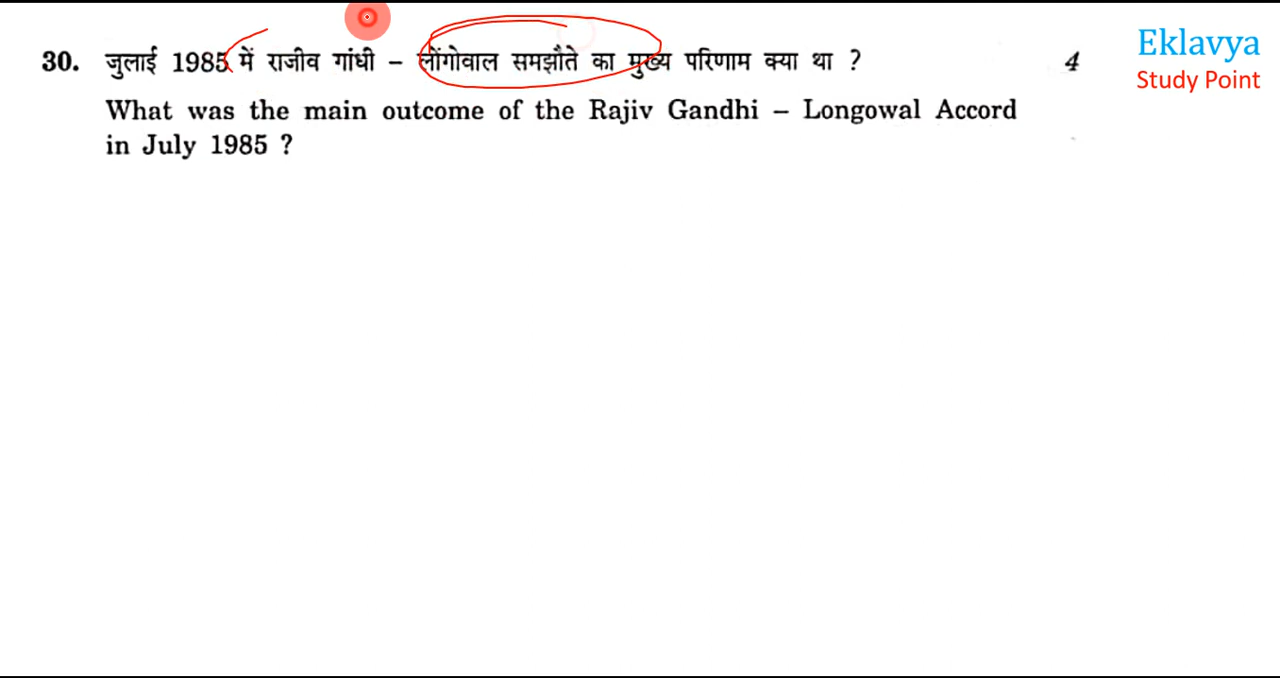 30. जुलाई 1985 में राजीव गांधी – लोंगोवाल समझौते का मुख्य परिणाम क्या था ? 4
What was the main outcome of the Rajiv Gandhi – Longowal Accord
in July 1985 ?
Eklavya
Study Point